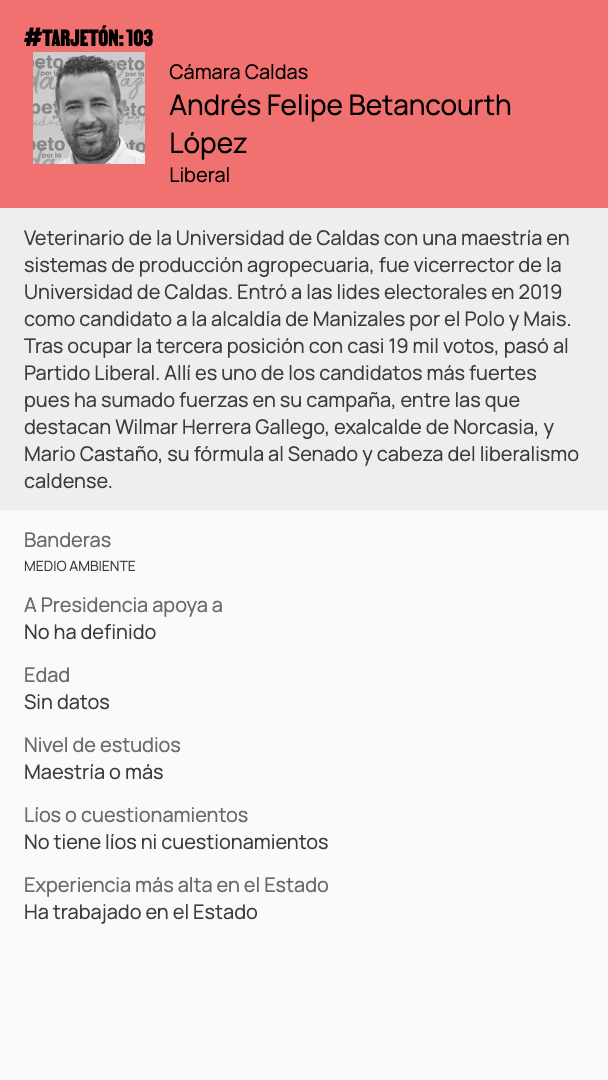 #TARJETÓN: 103
Cámara Caldas
Andrés Felipe Betancourth
López
Liberal
Veterinario de la Universidad de Caldas con una maestría en
sistemas de producción agropecuaria, fue vicerrector de la
Universidad de Caldas. Entró a las lides electorales en 2019
como candidato a la alcaldía de Manizales por el Polo y Mais.
Tras ocupar la tercera posición con casi 19 mil votos, pasó al
Partido Liberal. Allí es uno de los candidatos más fuertes
pues ha sumado fuerzas en su campaña, entre las que
destacan Wilmar Herrera Gallego, exalcalde de Norcasia, y
Mario Castaño, su fórmula al Senado y cabeza del liberalismo
caldense.
Banderas
MEDIO AMBIENTE
A Presidencia apoya a
No ha definido
Edad
Sin datos
Nivel de estudios
Maestría o más
Líos o cuestionamientos
No tiene líos ni cuestionamientos
Experiencia más alta en el Estado
Ha trabajado en el Estado